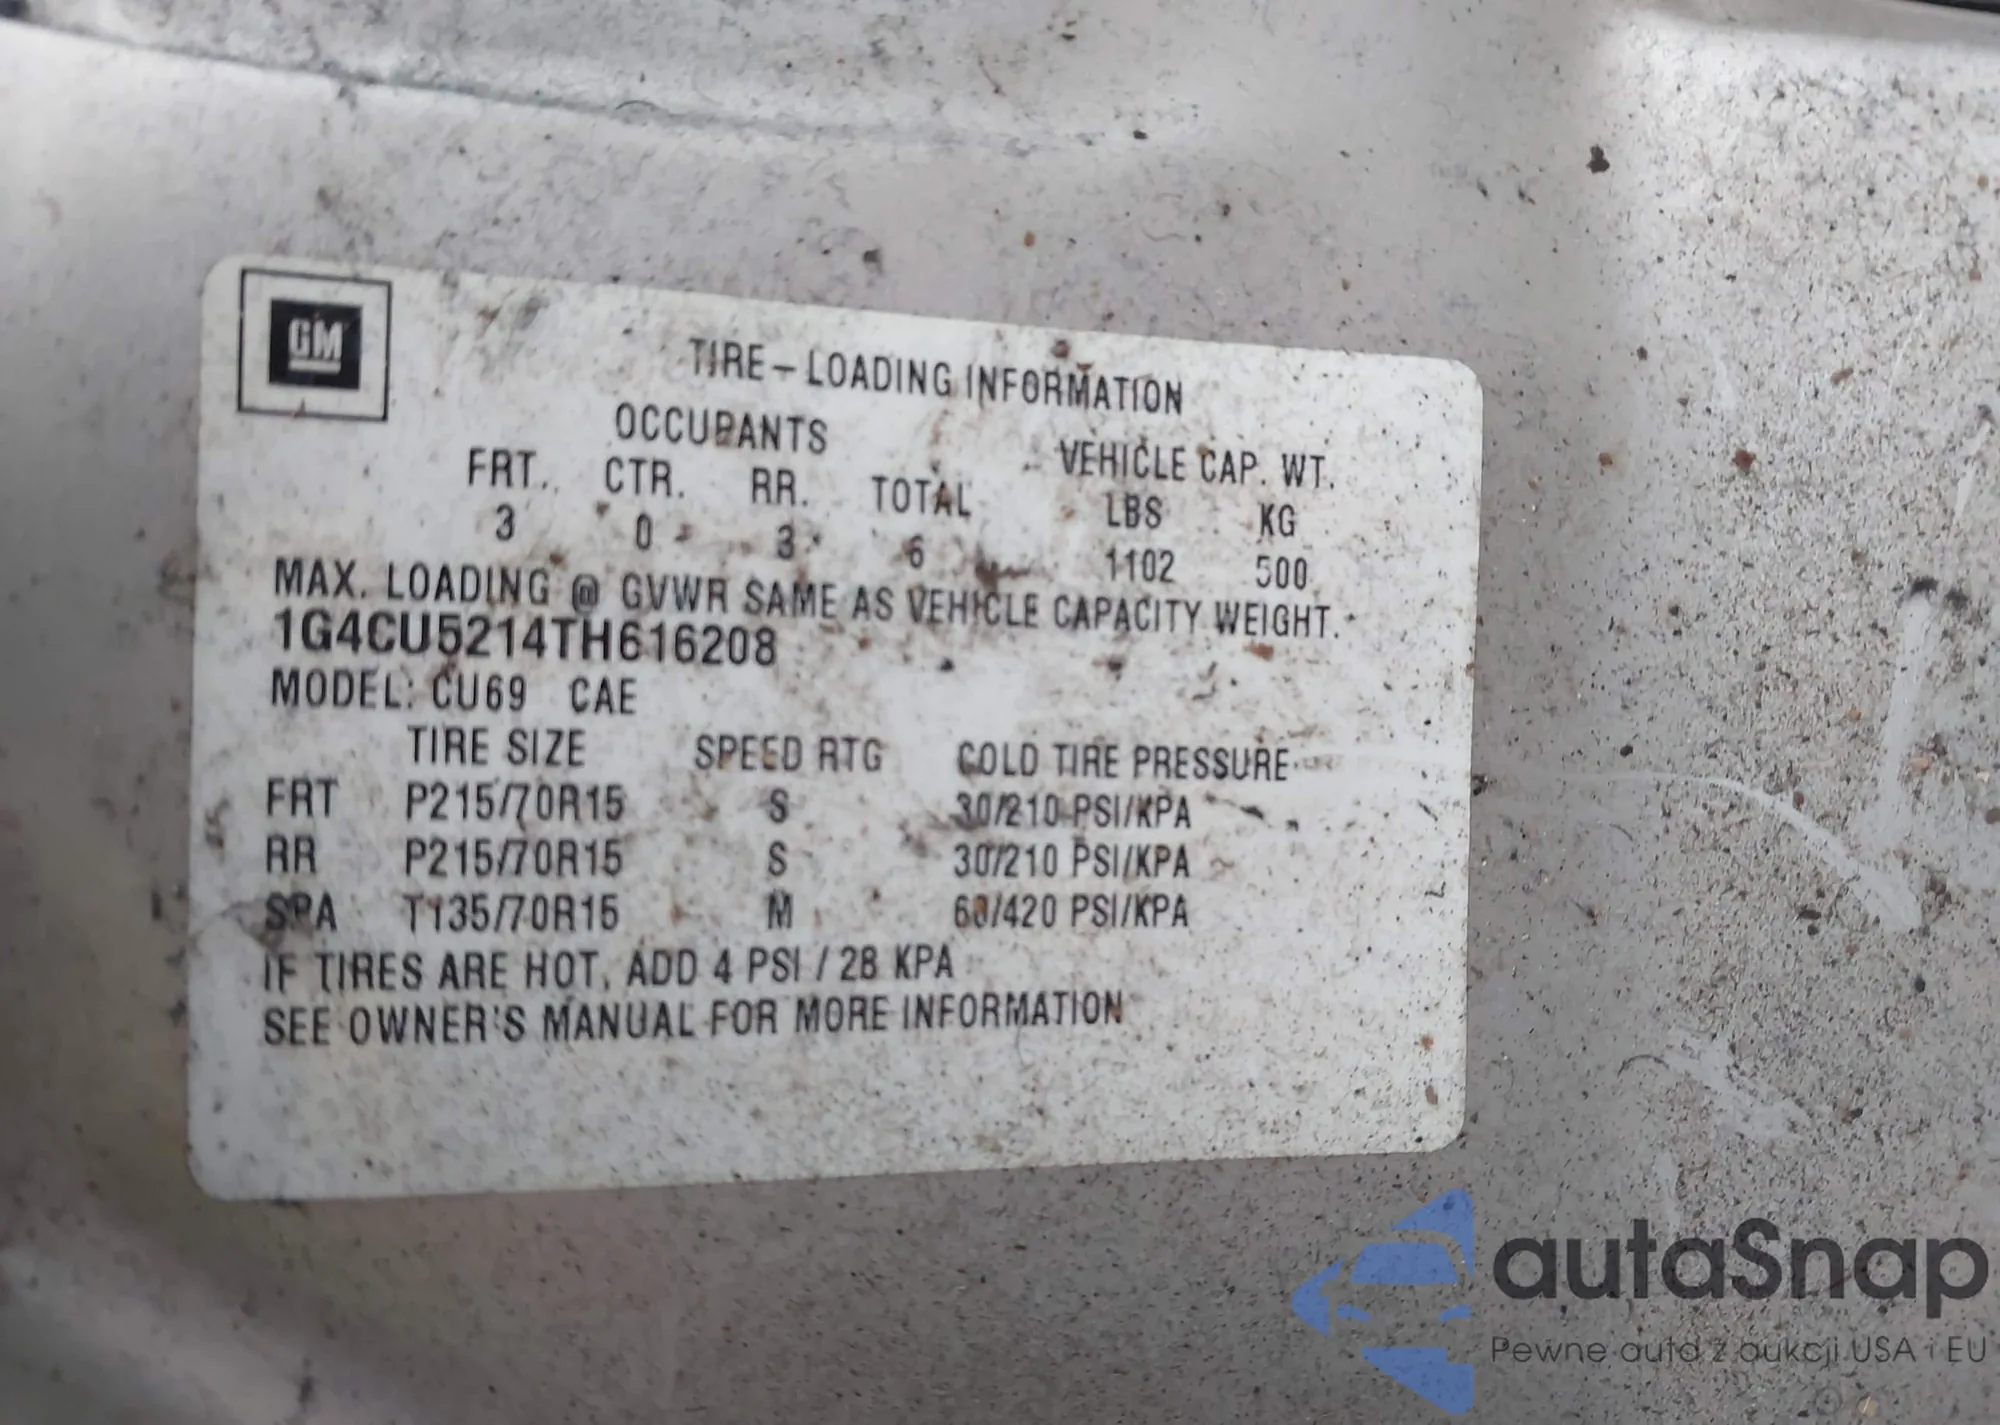 GM
TIRE-LOADING INFORMATION
OCCUPANTS VEHICLE CAP. WT.
FRT. CTR. RR. TOTAL LBS KG
3 0 3 6 1102 500
MAX. LOADING @ GVWR SAME AS VEHICLE CAPACITY WEIGHT.
1G4CU5214TH616208
MODEL: CU69 CAE
TIRE SIZE SPEED RTG COLD TIRE PRESSURE
FRT P215/70R15 S 30/210 PSI/KPA
RR P215/70R15 S 30/210 PSI/KPA
SPA T135/70R15 M 60/420 PSI/KPA
IF TIRES ARE HOT, ADD 4 PSI / 28 KPA
SEE OWNER'S MANUAL FOR MORE INFORMATION
autaSnap
Pewne auta z aukcji USA i EU